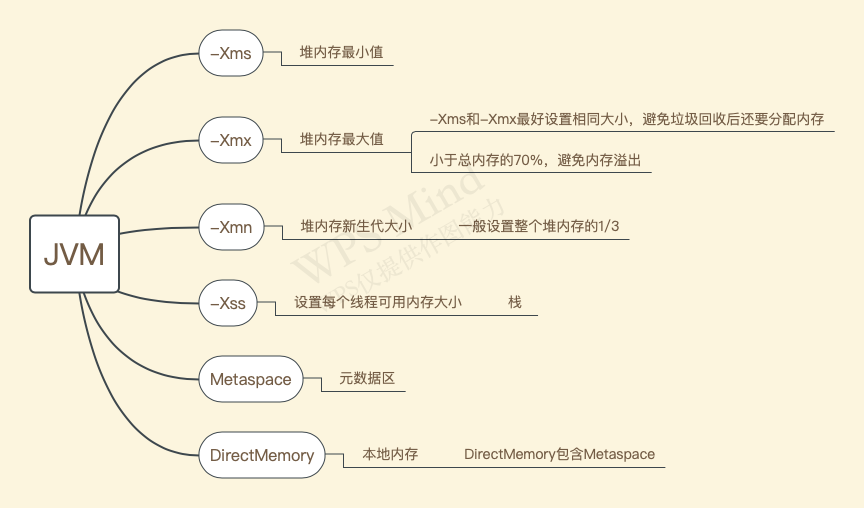 JVM
-Xms
堆内存最小值
-Xmx
堆内存最大值
-Xms和-Xmx最好设置相同大小，避免垃圾回收后还要分配内存
小于总内存的70%，避免内存溢出
-Xmn
堆内存新生代大小
一般设置整个堆内存的1/3
-Xss
设置每个线程可用内存大小
栈
Metaspace
元数据区
DirectMemory
本地内存
DirectMemory包含Metaspace
WPS Mind
WPS仅提供作图能力